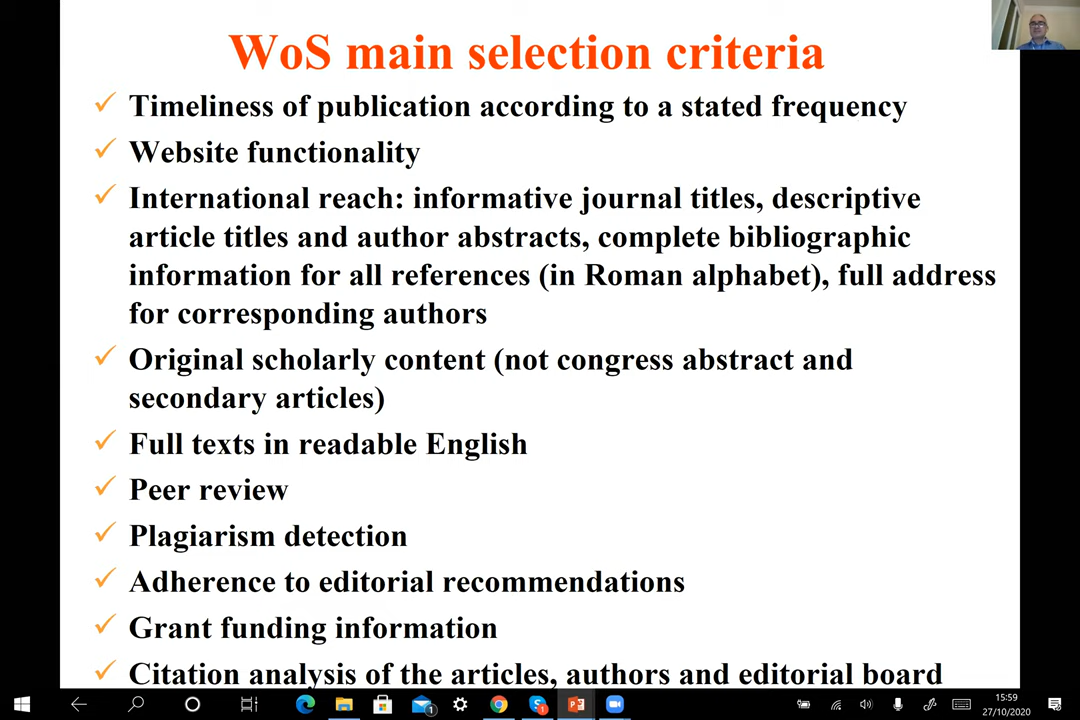 WoS main selection criteria
Timeliness of publication according to a stated frequency
Website functionality
International reach: informative journal titles, descriptive
article titles and author abstracts, complete bibliographic
information for all references (in Roman alphabet), full address
for corresponding authors
Original scholarly content (not congress abstract and
secondary articles)
Full texts in readable English
Peer review
Plagiarism detection
Adherence to editorial recommendations
Grant funding information
Citation analysis of the articles, authors and editorial board
1
1
15:59
27/10/2020